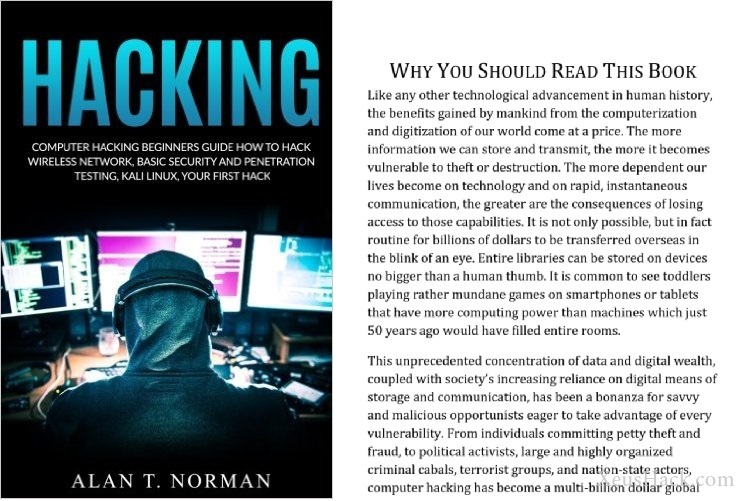 HACKING
COMPUTER HACKING BEGINNERS GUIDE HOW TO HACK
WIRELESS NETWORK, BASIC SECURITY AND PENETRATION
TESTING, KALI LINUX, YOUR FIRST HACK
ALAN T. NORMAN
WHY YOU SHOULD READ THIS BOOK
Like any other technological advancement in human history,
the benefits gained by mankind from the computerization
and digitization of our world come at a price. The more
information we can store and transmit, the more it becomes
vulnerable to theft or destruction. The more dependent our
lives become on technology and on rapid, instantaneous
communication, the greater are the consequences of losing
access to those capabilities. It is not only possible, but in fact
routine for billions of dollars to be transferred overseas in
the blink of an eye. Entire libraries can be stored on devices
no bigger than a human thumb. It is common to see toddlers
playing rather mundane games on smartphones or tablets
that have more computing power than machines which just
50 years ago would have filled entire rooms.
This unprecedented concentration of data and digital wealth,
coupled with society's increasing reliance on digital means of
storage and communication, has been a bonanza for savvy
and malicious opportunists eager to take advantage of every
vulnerability. From individuals committing petty theft and
fraud, to political activists, large and highly organized
criminal cabals, terrorist groups, and nation-state actors,
computer hacking has become a multi-billion dollar global
XeusHack.com